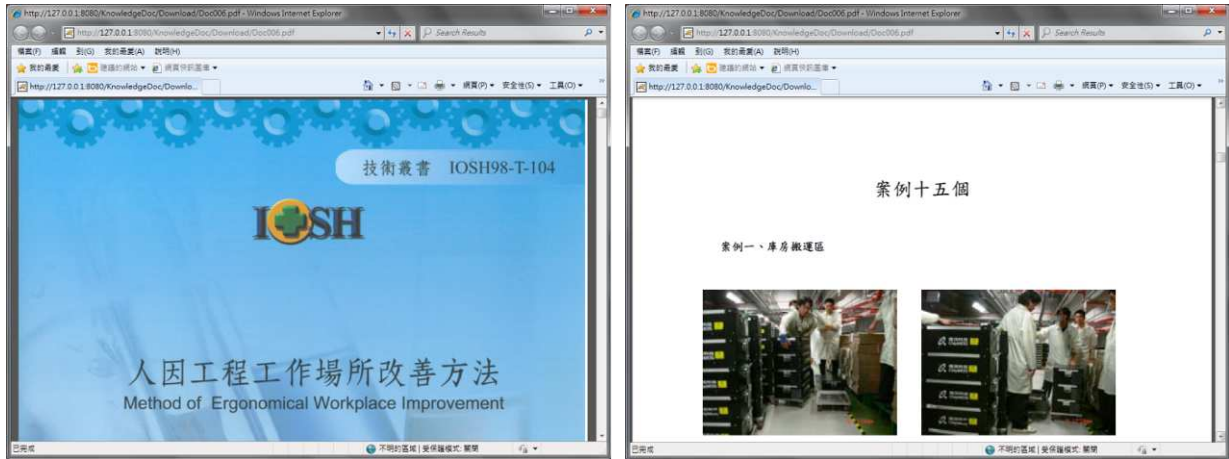 http://127.0.0.1:8080/KnowledgeDoc/Download/Doc006.pdf - Windows Internet Explorer
http://127.0.0.1:8080/KnowledgeDoc/Download/Doc006.pdf
Search Results
檔案(F) 編輯 到(G) 我的最愛(A) 說明(H)
我的最愛 建議的網站 網頁快訊圖庫
http://127.0.0.1:8080/KnowledgeDoc/Downlo...
網頁(P) 安全性(S) 工具(O)
技術叢書 IOSH98-T-104
IOSH
人因工程工作場所改善方法
Method of Ergonomical Workplace Improvement
已完成
不明的區域 | 受保護模式: 關閉
http://127.0.0.1:8080/KnowledgeDoc/Download/Doc006.pdf - Windows Internet Explorer
http://127.0.0.1:8080/KnowledgeDoc/Download/Doc006.pdf
Search Results
檔案(F) 編輯 到(G) 我的最愛(A) 說明(H)
我的最愛 建議的網站 網頁快訊圖庫
http://127.0.0.1:8080/KnowledgeDoc/Downlo...
網頁(P) 安全性(S) 工具(O)
案例十五個
案例一、庫房搬運區
已完成
不明的區域 | 受保護模式: 關閉